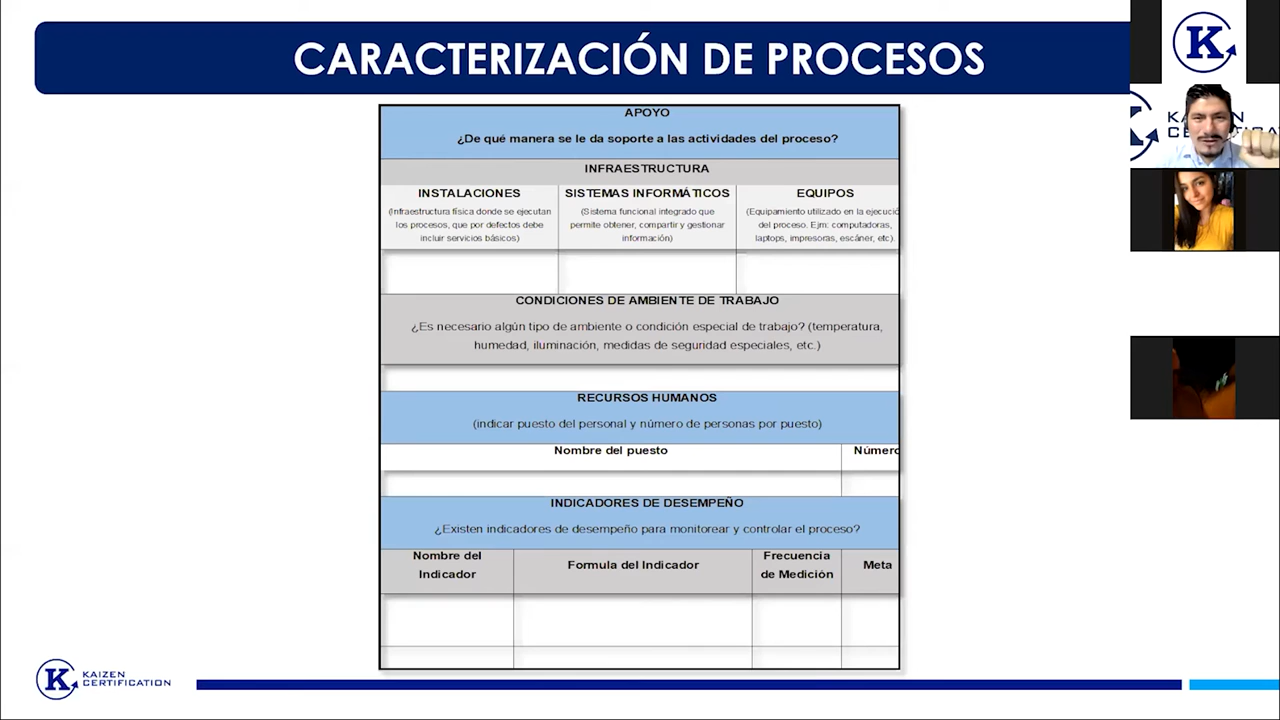 CARACTERIZACIÓN DE PROCESOS
APOYO
¿De qué manera se le da soporte a las actividades del proceso?
INFRAESTRUCTURA
INSTALACIONES
(Infraestructura física donde se ejecutan
los procesos, que por defectos debe
incluir servicios básicos)
SISTEMAS INFORMÁTICOS
(Sistema funcional integrado que
permite obtener, compartir y gestionar
información)
EQUIPOS
(Equipamiento utilizado en la ejecució
del proceso. Ejm: computadoras,
laptops, impresoras, escáner, etc).
CONDICIONES DE AMBIENTE DE TRABAJO
¿Es necesario algún tipo de ambiente o condición especial de trabajo? (temperatura,
humedad, iluminación, medidas de seguridad especiales, etc.)
RECURSOS HUMANOS
(indicar puesto del personal y número de personas por puesto)
Nombre del puesto
Número
INDICADORES DE DESEMPEÑO
¿Existen indicadores de desempeño para monitorear y controlar el proceso?
Nombre del
Indicador
Formula del Indicador
Frecuencia
de Medición
Meta
K
KAIZEN
CERTIFICATION
K
K KA
CERTIFICA